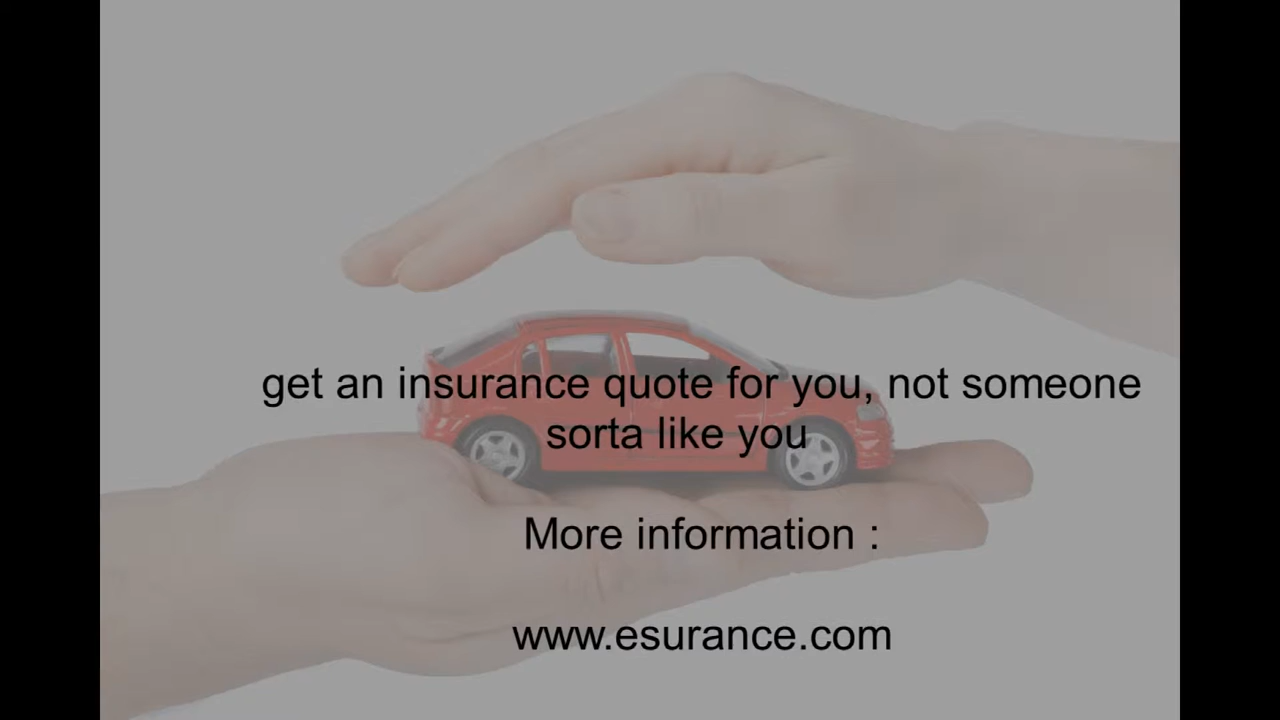 get an insurance quote for you, not someone
sorta like you
More information :
www.esurance.com